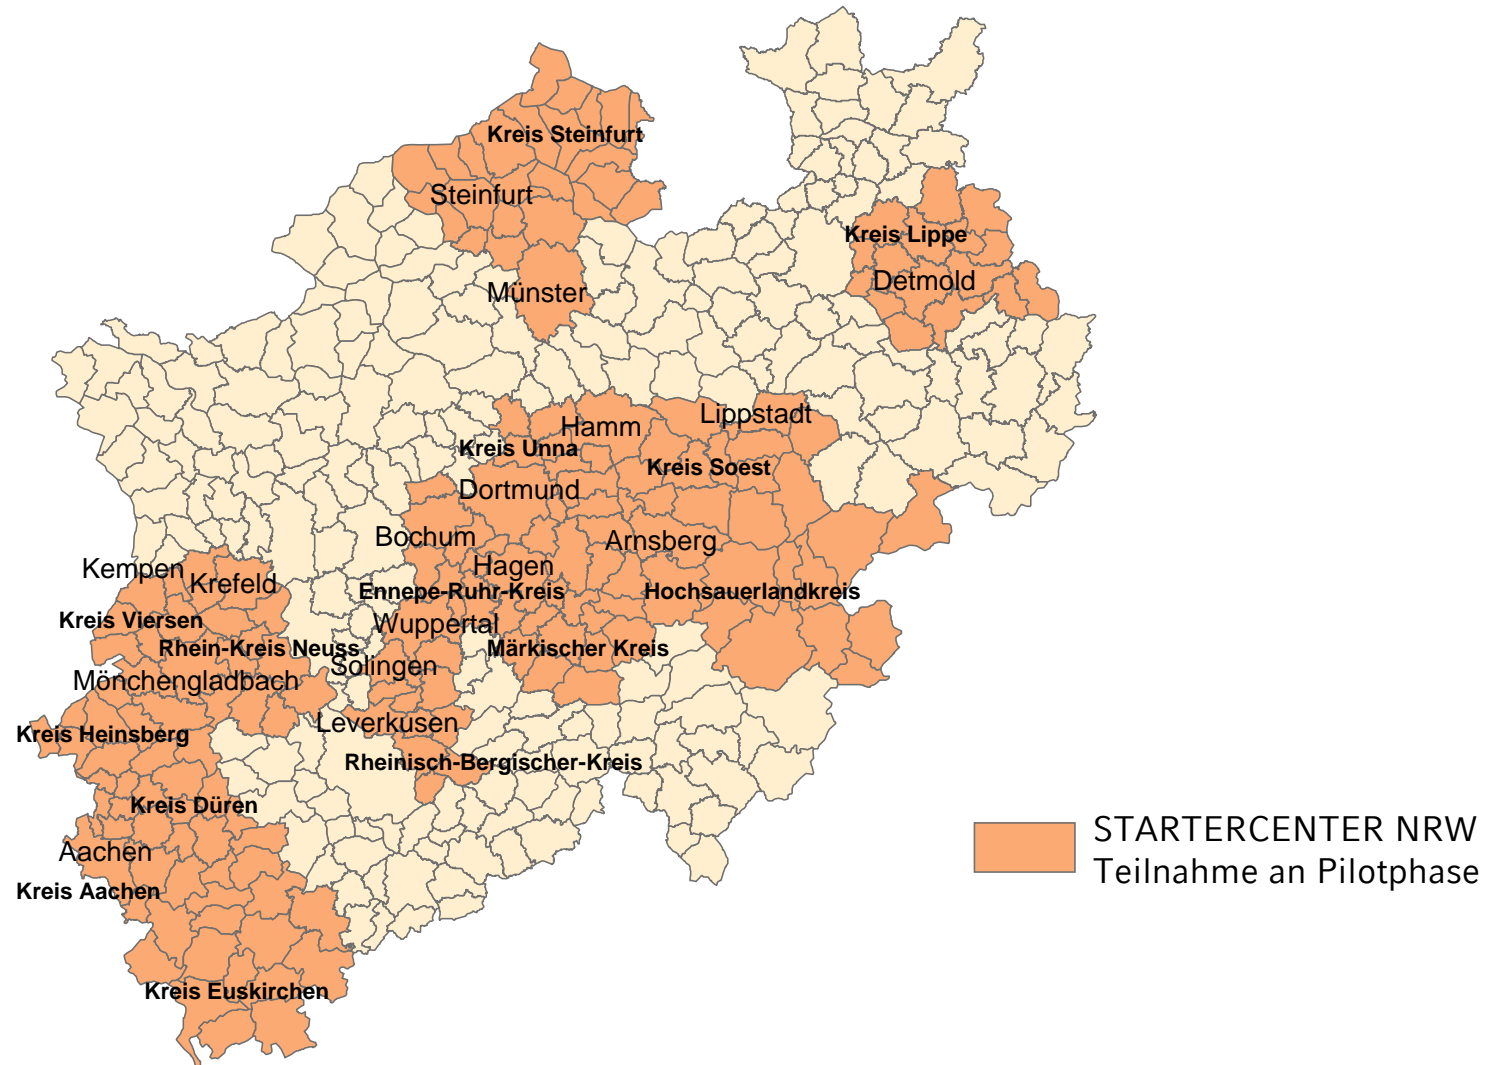 Kreis Steinfurt
Steinfurt
Kreis Lippe
Detmold
Münster
Lippstadt
Hamm
Kreis Unna
Kreis Soest
Dortmund
Bochum
Arnsberg
Hagen
Kempen
Krefeld
Ennepe-Ruhr-Kreis
Hochsauerlandkreis
Kreis Viersen
Wuppertal
Rhein-Kreis Neuss
Märkischer Kreis
Solingen
Mönchengladbach
Leverkusen
Kreis Heinsberg
Rheinisch-Bergischer-Kreis
Kreis Düren
STARTERCENTER NRW
Teilnahme an Pilotphase
Aachen
Kreis Aachen
Kreis Euskirchen